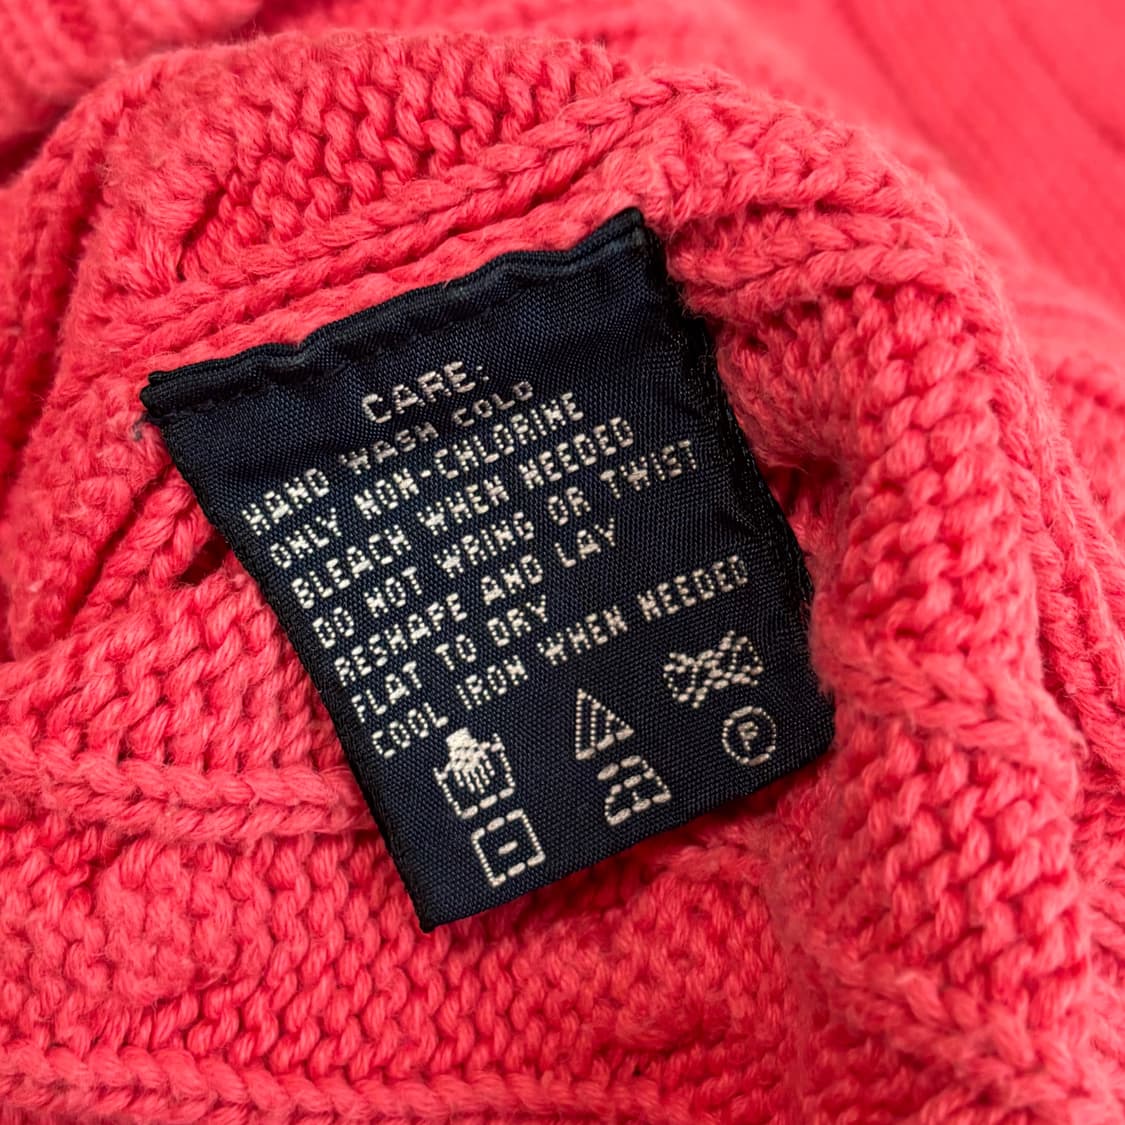 CARE:
HAND WASH COLD
ONLY NON-CHLORINE
BLEACH WHEN NEEDED
DO NOT WRING OR TWIST
RESHAPE AND LAY
FLAT TO DRY
COOL IRON WHEN NEEDED
P